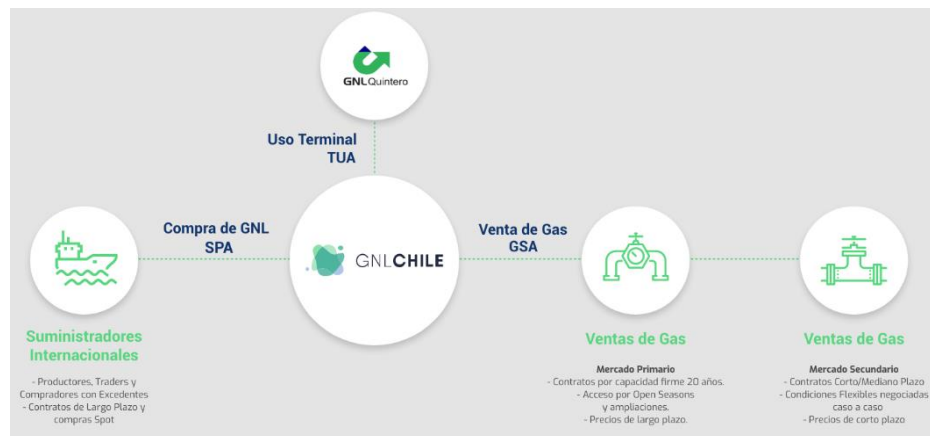 GNLQuintero
Uso Terminal
TUA
Compra de GNL
SPA
GNLCHILE
Venta de Gas
GSA
Suministradores
Internacionales
- Productores, Traders y
Compradores con Excedentes
- Contratos de Largo Plazo y
compras Spot
Ventas de Gas
Mercado Primario
- Contratos por capacidad firme 20 años.
- Acceso por Open Seasons
y ampliaciones.
- Precios de largo plazo.
Ventas de Gas
Mercado Secundario
- Contratos Corto/Mediano Plazo
- Condiciones Flexibles negociadas
caso a caso
- Precios de corto plazo